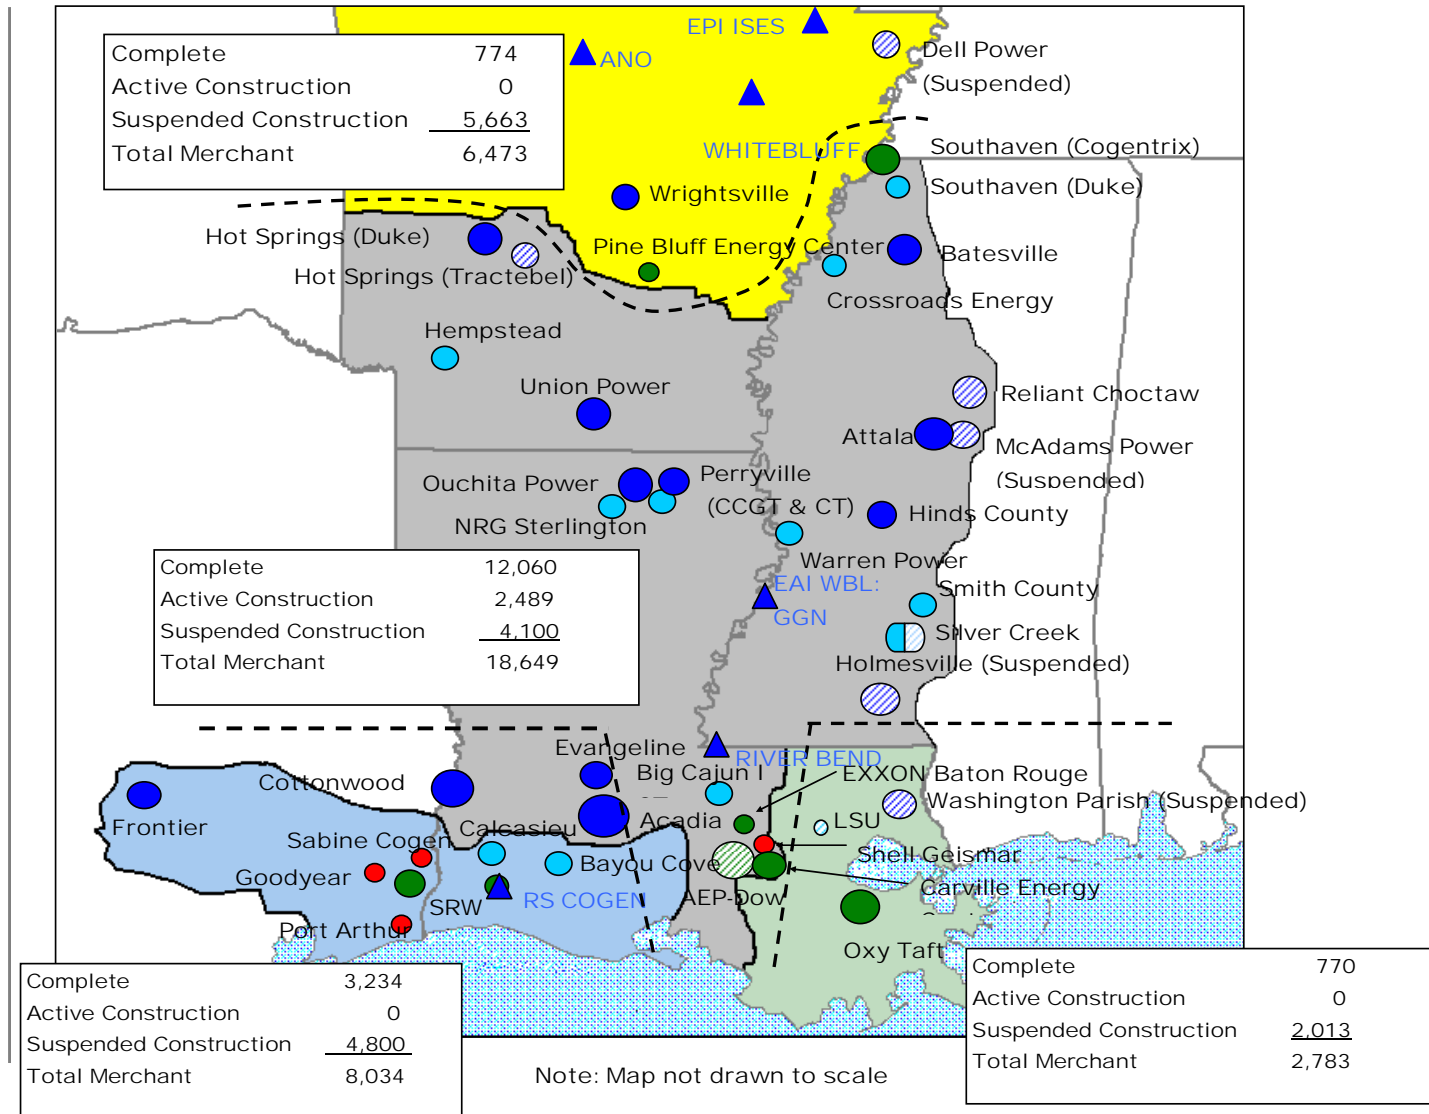 EPI ISES
Dell Power
(Suspended)
Complete 774
Active Construction 0
Suspended Construction 5,663
Total Merchant 6,473
ANO
WHITEBLUFF
Southaven (Cogentrix)
Southaven (Duke)
Wrightsville
Hot Springs (Duke)
Pine Bluff Energy Center
Batesville
Hot Springs (Tractebel)
Crossroads Energy
Hempstead
Union Power
Reliant Choctaw
Attala
McAdams Power
(Suspended)
Ouchita Power
Perryville
(CCGT & CT)
NRG Sterlington
Hinds County
Warren Power
Complete 12,060
Active Construction 2,489
Suspended Construction 4,100
Total Merchant 18,649
EAI WBL:
GGN
Smith County
Silver Creek
Holmesville (Suspended)
Evangeline
RIVER BEND
Cottonwood
Big Cajun I
EXXON Baton Rouge
Washington Parish (Suspended)
Frontier
Calcasieu
Acadia
LSU
Sabine Cogen
Bayou Cove
Shell Geismar
Goodyear
Carville Energy
SRW
RS COGEN
AEP-Dow
Port Arthur
Oxy Taft
Complete 3,234
Active Construction 0
Suspended Construction 4,800
Total Merchant 8,034
Complete 770
Active Construction 0
Suspended Construction 2,013
Total Merchant 2,783
Note: Map not drawn to scale